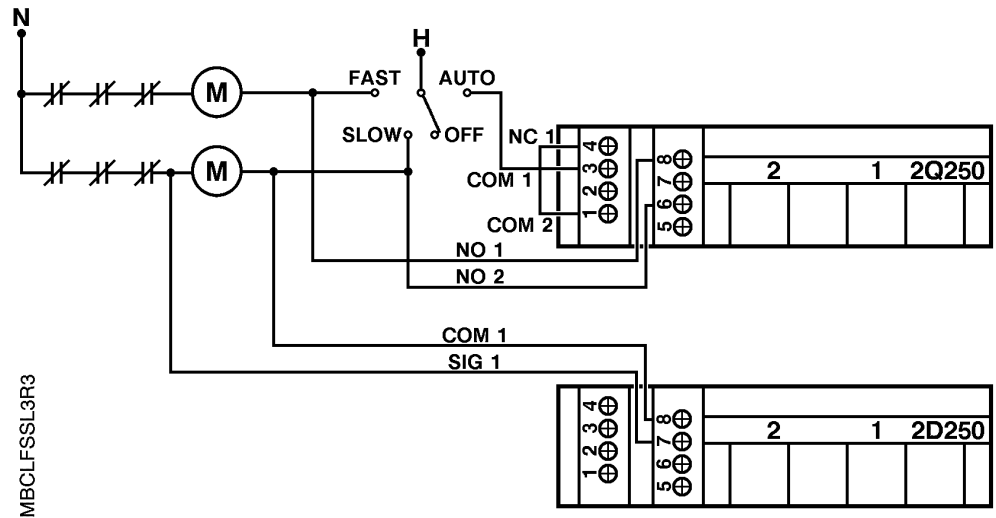 N
H
FAST
AUTO
M
SLOW
OFF
NC 1
4
3
2
1
8
7
6
5
2 1 2Q250
COM 1
M
COM 2
NO 1
NO 2
COM 1
SIG 1
4
3
2
1
8
7
6
5
2 1 2D250
MBCLFSSL3R3